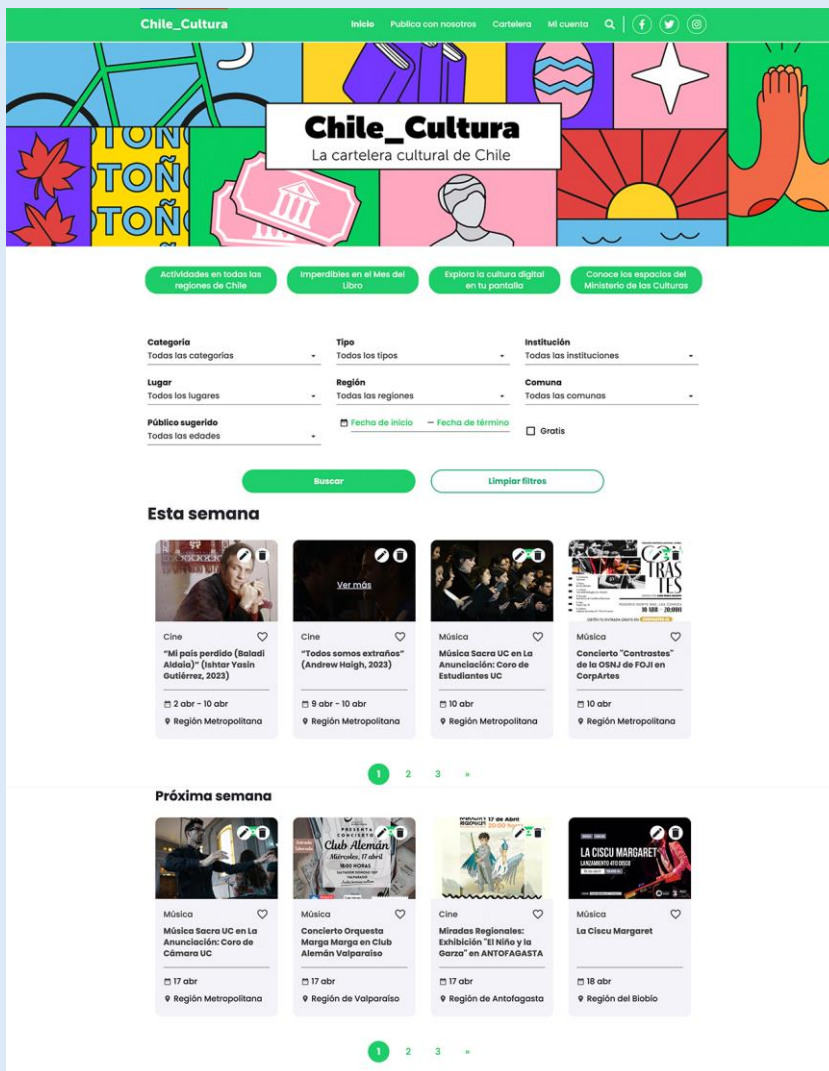 Chile_Cultura
Inicio Publica con nosotros Cartelera Mi cuenta
TOÑ
TOÑ
Chile_Cultura
La cartelera cultural de Chile
Actividades en todas las
regiones de Chile
Imperdibles en el Mes del
Libro
Explora la cultura digital
en tu pantalla
Conoce los espacios del
Ministerio de las Culturas
Categoría
Todas las categorías
Tipo
Todos los tipos
Institución
Todas las instituciones
Lugar
Todos los lugares
Región
Todas las regiones
Comuna
Todas las comunas
Público sugerido
Todas las edades
Fecha de inicio – Fecha de término
Gratis
Buscar
Limpiar filtros
Esta semana
Cine
"Mi país perdido (Baladi
Aldaia)" (Ishtar Yasin
Gutiérrez, 2023)
2 abr - 10 abr
Región Metropolitana
Ver más
Cine
"Todos somos extraños"
(Andrew Haigh, 2023)
9 abr - 10 abr
Región Metropolitana
Música
Música Sacra UC en La
Anunciación: Coro de
Estudiantes UC
10 abr
Región Metropolitana
TRAS
TES
Música
Concierto "Contrastes"
de la OSNJ de FOJI en
CorpArtes
10 abr
Región Metropolitana
1 2 3 »
Próxima semana
Música
Música Sacra UC en La
Anunciación: Coro de
Cámara UC
17 abr
Región Metropolitana
PRESENTA
CONCIERTO
Club Alemán
Miércoles, 17 abril
18:00 HORAS
VALPARAÍSO
Música
Concierto Orquesta
Marga Marga en Club
Alemán Valparaíso
17 abr
Región de Valparaíso
17 de Abril
Cine
Miradas Regionales:
Exhibición "El Niño y la
Garza" en ANTOFAGASTA
17 abr
Región de Antofagasta
LA CISCU MARGARET
LANZAMIENTO 4TO DISCO
Música
La Ciscu Margaret
18 abr
Región del Biobío
1 2 3 »